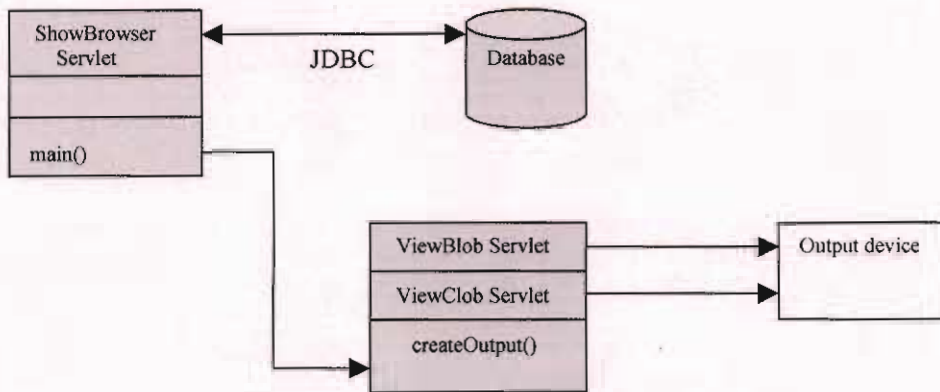 ShowBrowser
Servlet
JDBC
Database
main()
ViewBlob Servlet
Output device
ViewClob Servlet
createOutput()